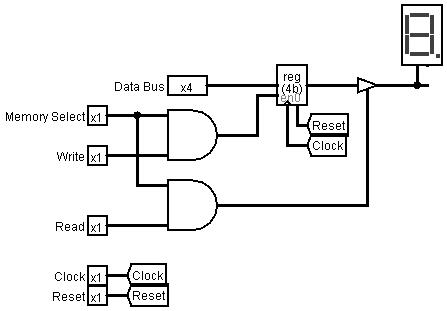 reg
(4b)
en0
Data Bus x4
Memory Select x1
Reset
Clock
Write x1
Read x1
Clock x1 Clock
Reset x1 Reset